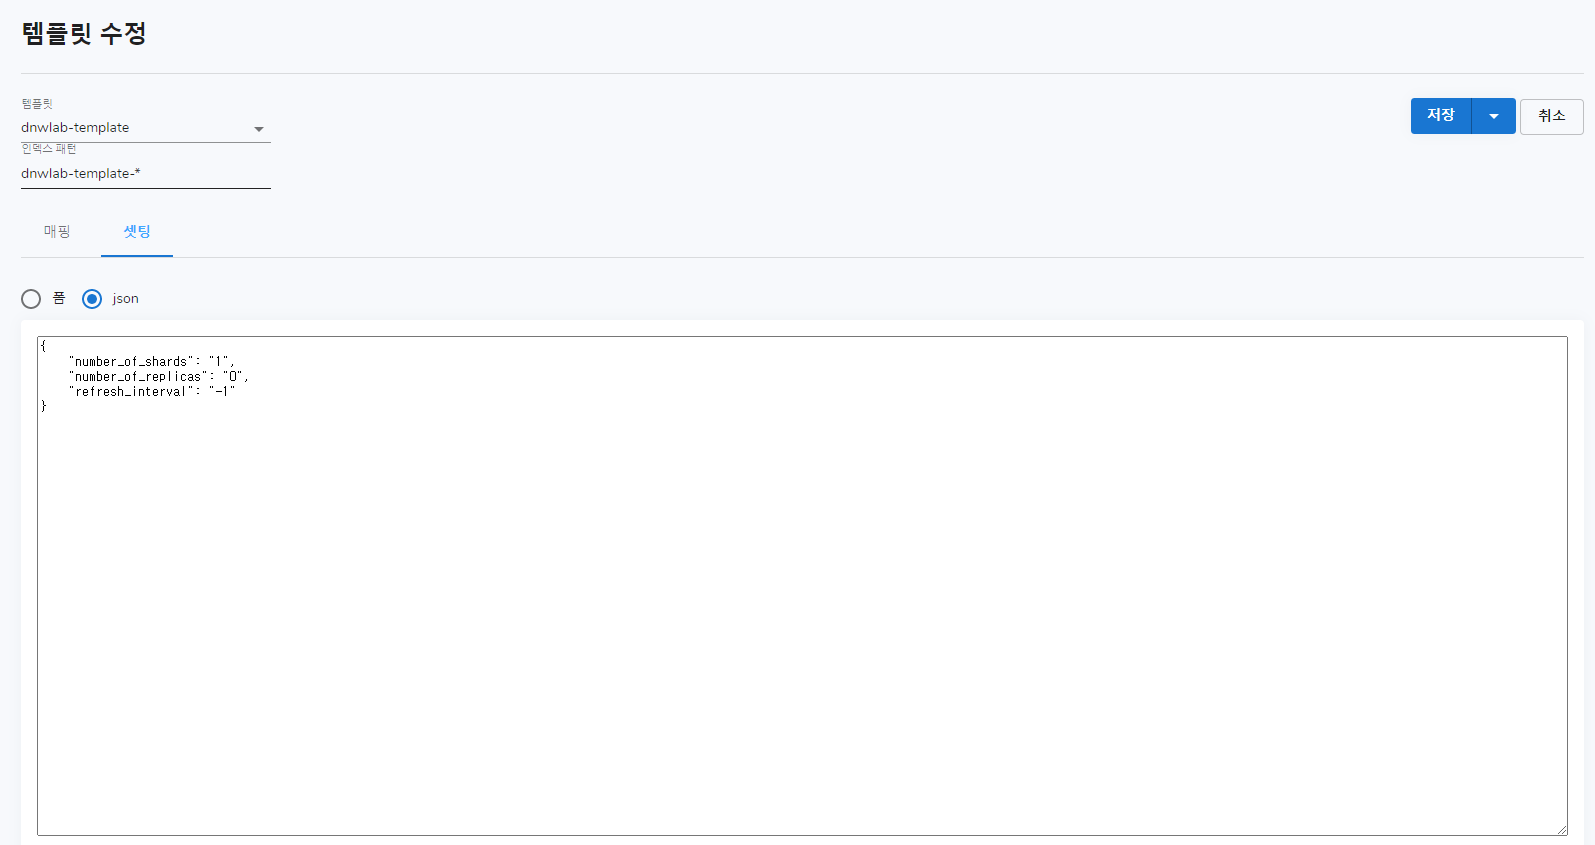 템플릿 수정
템플릿
dnwlab-template
저장
취소
인덱스 패턴
dnwlab-template-*
매핑
셋팅
폼
json
{
"number_of_shards": "1",
"number_of_replicas": "0",
"refresh_interval": "-1"
}